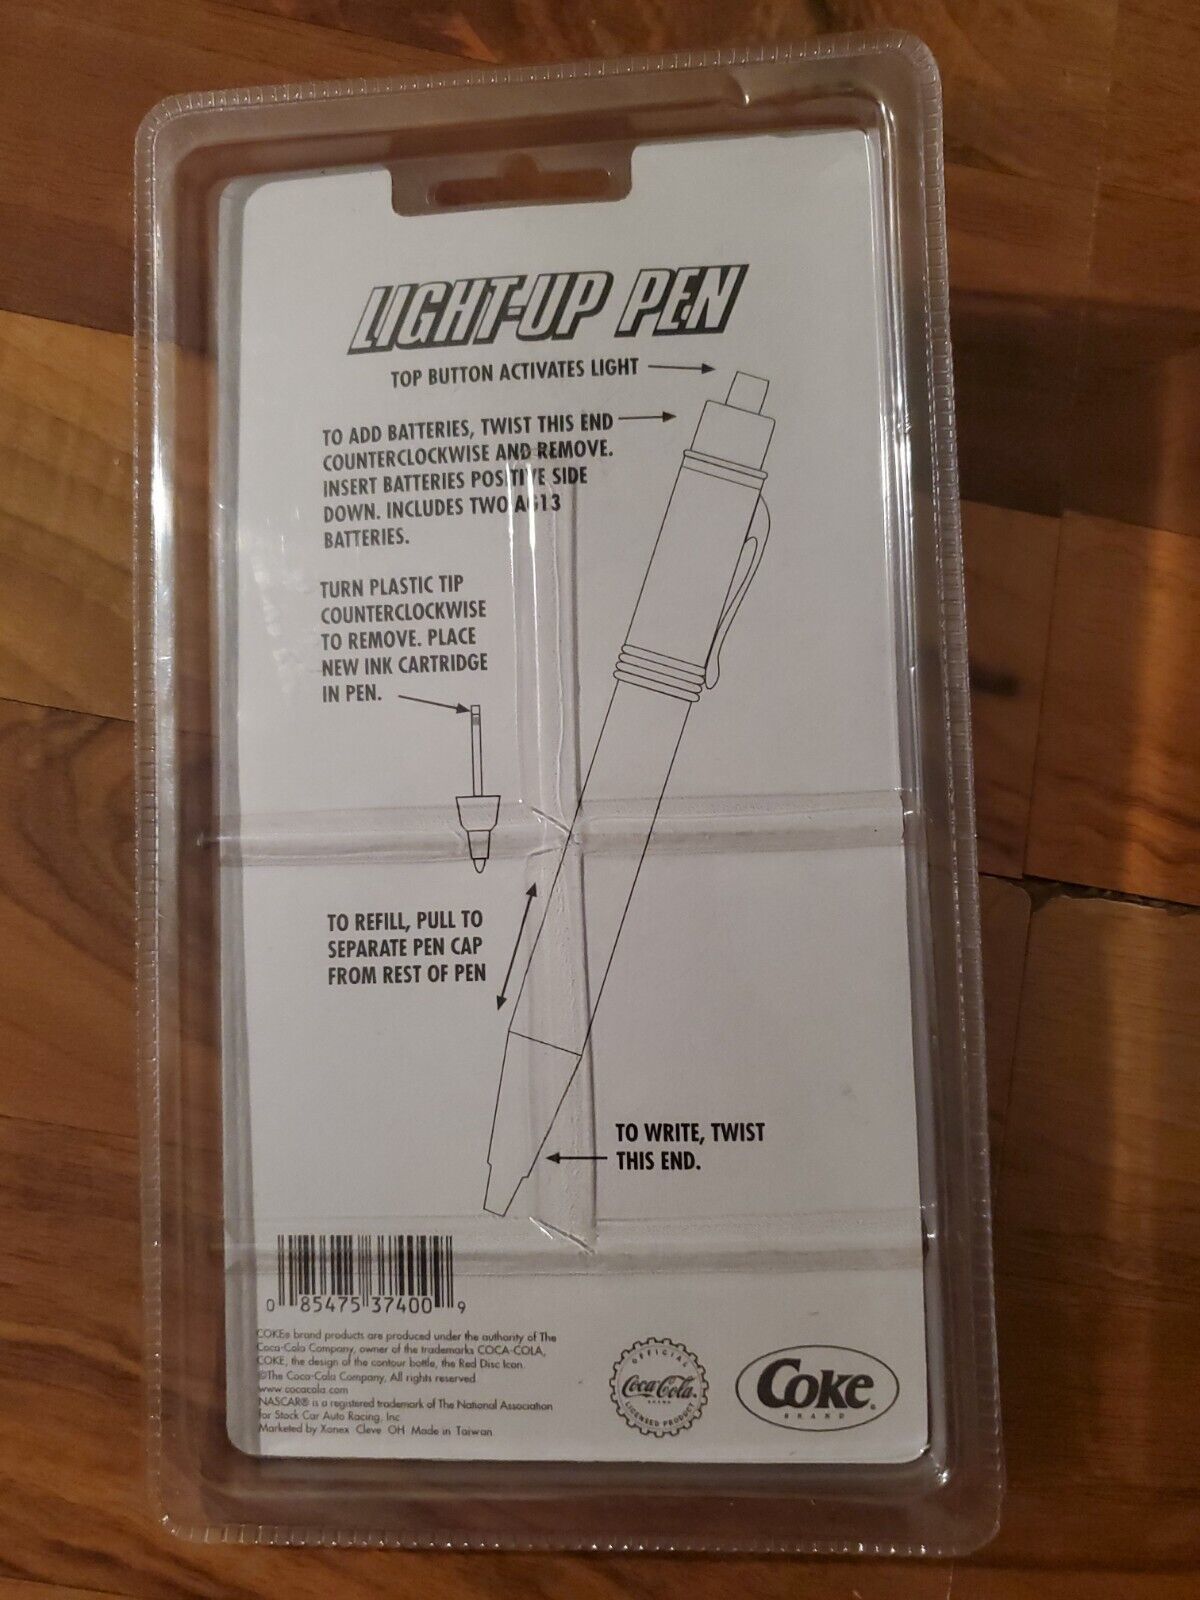 LIGHT-UP PEN
TOP BUTTON ACTIVATES LIGHT
TO ADD BATTERIES, TWIST THIS END
COUNTERCLOCKWISE AND REMOVE.
INSERT BATTERIES POSITIVE SIDE
DOWN. INCLUDES TWO AG13
BATTERIES.
TURN PLASTIC TIP
COUNTERCLOCKWISE
TO REMOVE. PLACE
NEW INK CARTRIDGE
IN PEN.
TO REFILL, PULL TO
SEPARATE PEN CAP
FROM REST OF PEN
TO WRITE, TWIST
THIS END.
0 85475 37400 9
COKE® brand products are produced under the authority of The
Coca-Cola Company, owner of the trademarks COCA-COLA,
COKE, the design of the contour bottle, the Red Disc Icon.
©The Coca-Cola Company, All rights reserved
www.cocacola.com
NASCAR® is a registered trademark of The National Association
for Stock Car Auto Racing, Inc
Marketed by Xonex Cleve OH Made in Taiwan
OFFICIAL
Coca-Cola.
BRAND
LICENSED PRODUCT
Coke®
BRAND